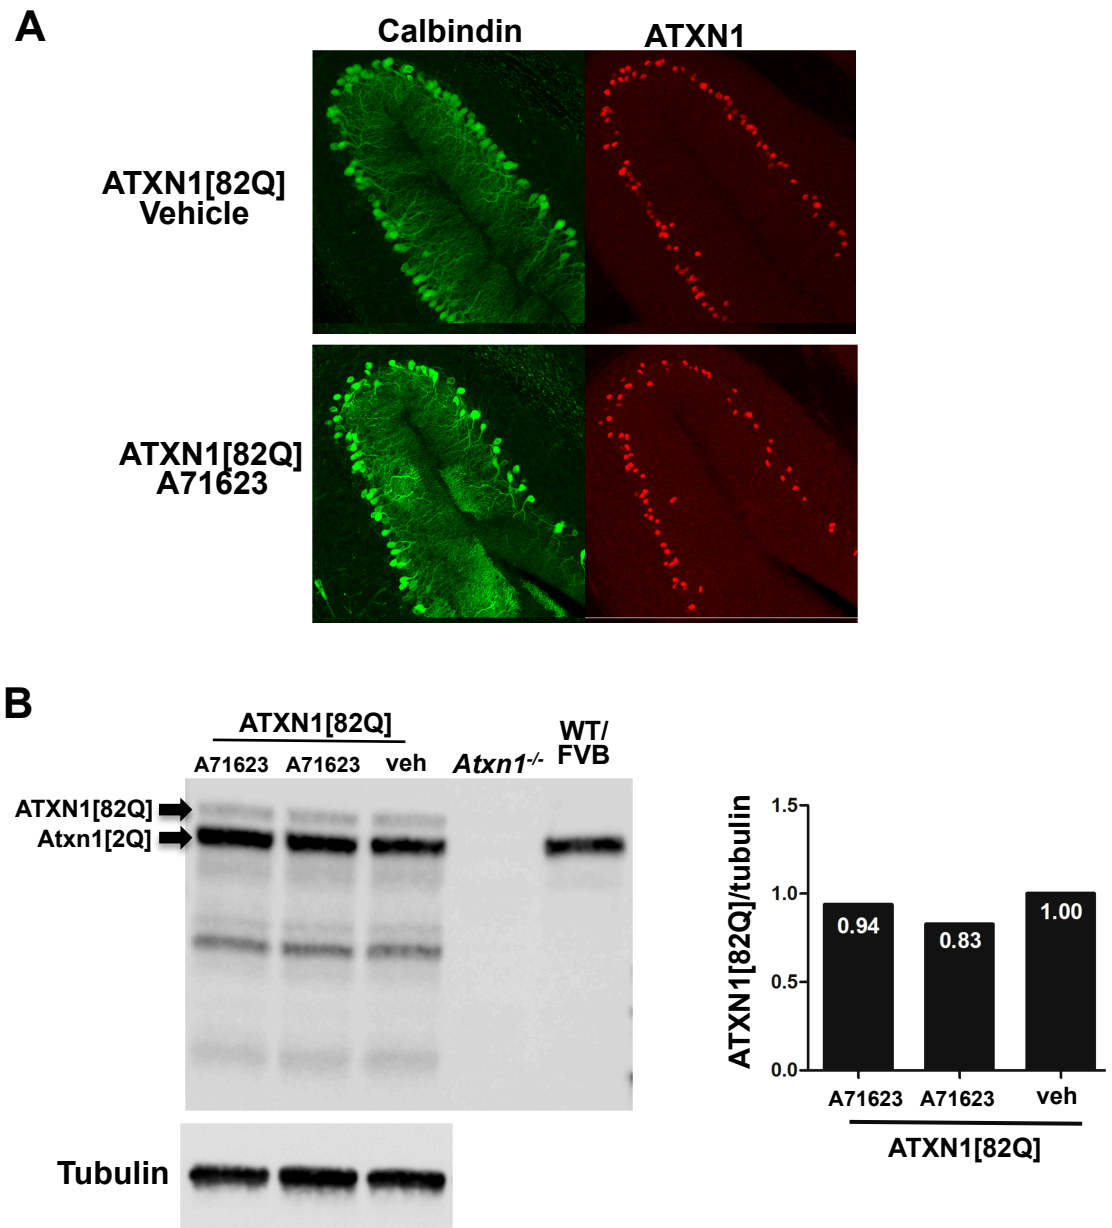 A
Calbindin
ATXN1
ATXN1[82Q]
Vehicle
ATXN1[82Q]
A71623
B
ATXN1[82Q]
A71623
A71623
veh
Atxn1-/-
WT/
FVB
ATXN1[82Q]
Atxn1[2Q]
Tubulin
ATXN1[82Q]/tubulin
1.5
1.0
0.5
0.0
0.94
0.83
1.00
A71623
A71623
veh
ATXN1[82Q]